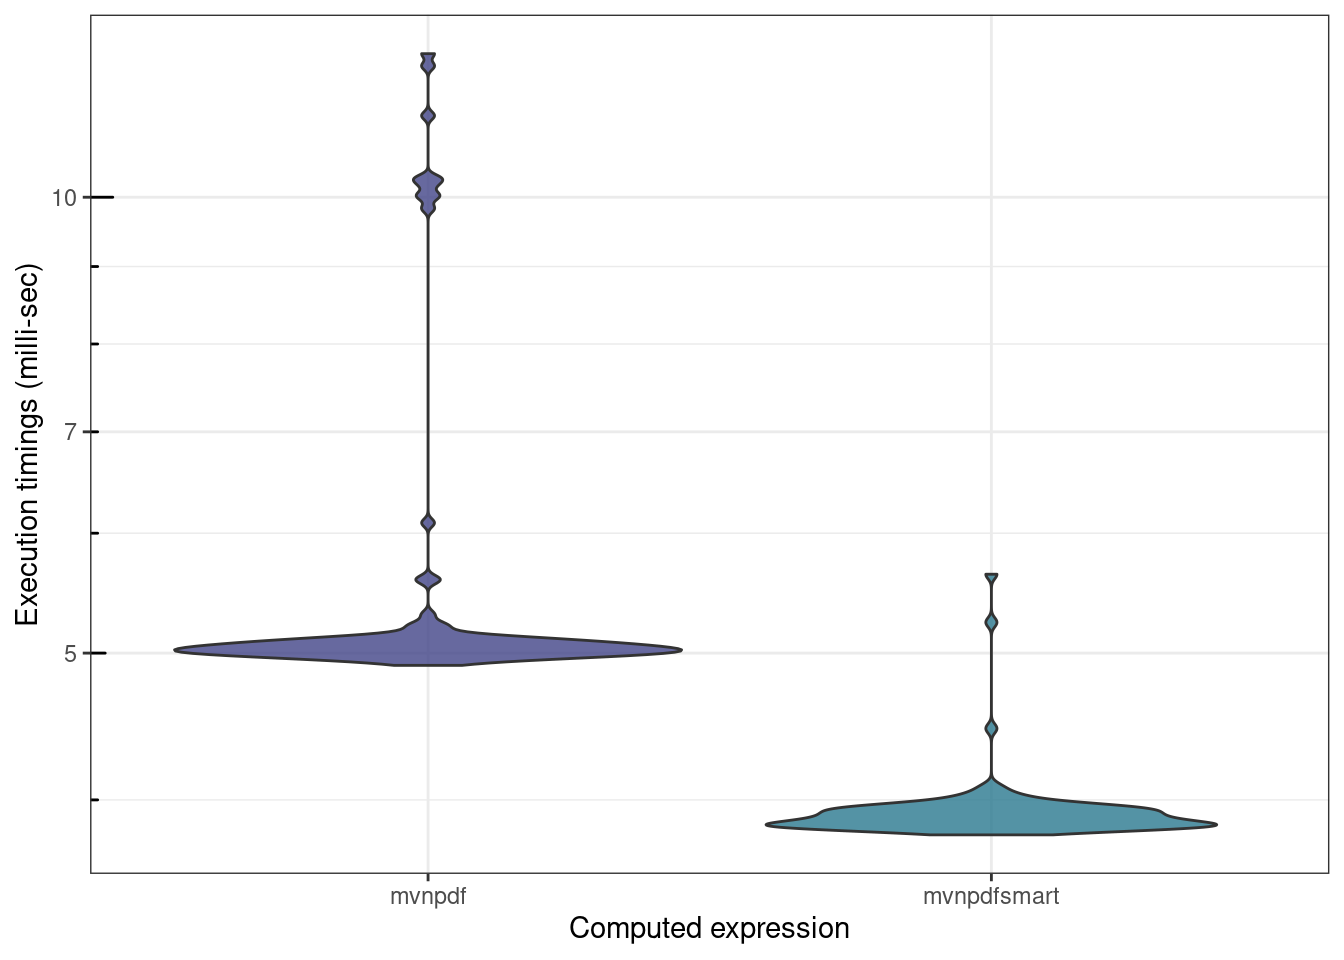 Execution timings (milli-sec)
10
7
5
mvnpdf
mvnpdfsmart
Computed expression